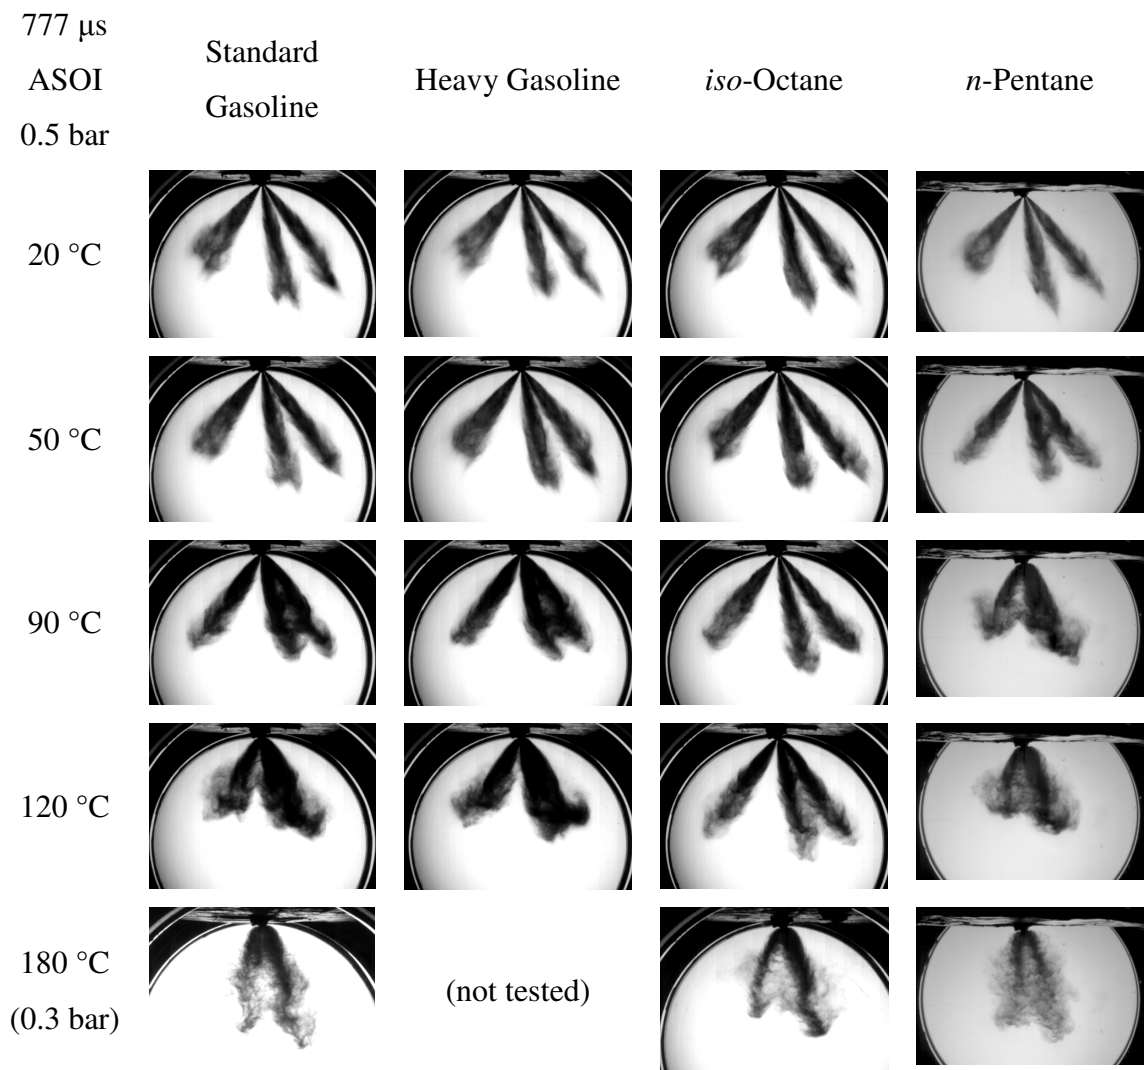 777 μs
ASOI
0.5 bar
Standard
Gasoline
Heavy Gasoline
iso-Octane
n-Pentane
20 °C
50 °C
90 °C
120 °C
180 °C
(0.3 bar)
(not tested)